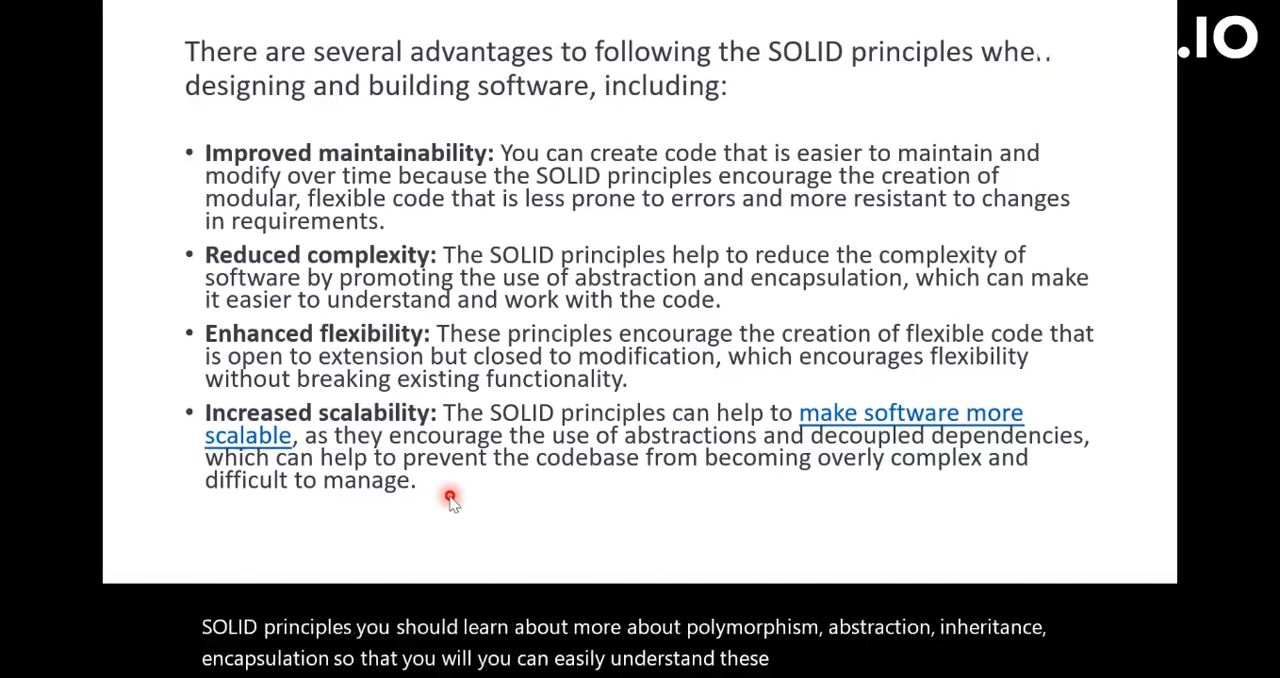 .IO
There are several advantages to following the SOLID principles when
designing and building software, including:
• Improved maintainability: You can create code that is easier to maintain and
modify over time because the SOLID principles encourage the creation of
modular, flexible code that is less prone to errors and more resistant to changes
in requirements.
• Reduced complexity: The SOLID principles help to reduce the complexity of
software by promoting the use of abstraction and encapsulation, which can make
it easier to understand and work with the code.
• Enhanced flexibility: These principles encourage the creation of flexible code that
is open to extension but closed to modification, which encourages flexibility
without breaking existing functionality.
• Increased scalability: The SOLID principles can help to make software more
scalable, as they encourage the use of abstractions and decoupled dependencies,
which can help to prevent the codebase from becoming overly complex and
difficult to manage.
SOLID principles you should learn about more about polymorphism, abstraction, inheritance,
encapsulation so that you will you can easily understand these